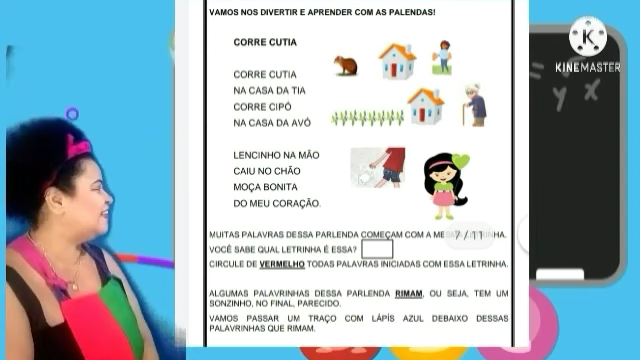 VAMOS NOS DIVERTIR E APRENDER COM AS PALENDAS!
CORRE CUTIA
CORRE CUTIA
NA CASA DA TIA
CORRE CIPÓ
NA CASA DA AVÓ
LENCINHO NA MÃO
CAIU NO CHÃO
MOÇA BONITA
DO MEU CORAÇÃO.
MUITAS PALAVRAS DESSA PARLENDA COMEÇAM COM A
VOCÊ SABE QUAL LETRINHA É ESSA?
CIRCULE DE VERMELHO TODAS PALAVRAS INICIADAS COM ESSA LETRINHA.
ALGUMAS PALAVRINHAS DESSA PARLENDA RIMAM, OU SEJA, TEM UM
SONZINHO, NO FINAL, PARECIDO.
VAMOS PASSAR UM TRAÇO COM LÁPIS AZUL DEBAIXO DESSAS
PALAVRINHAS QUE RIMAM.
7 / 11
K
KINEMASTER
y x